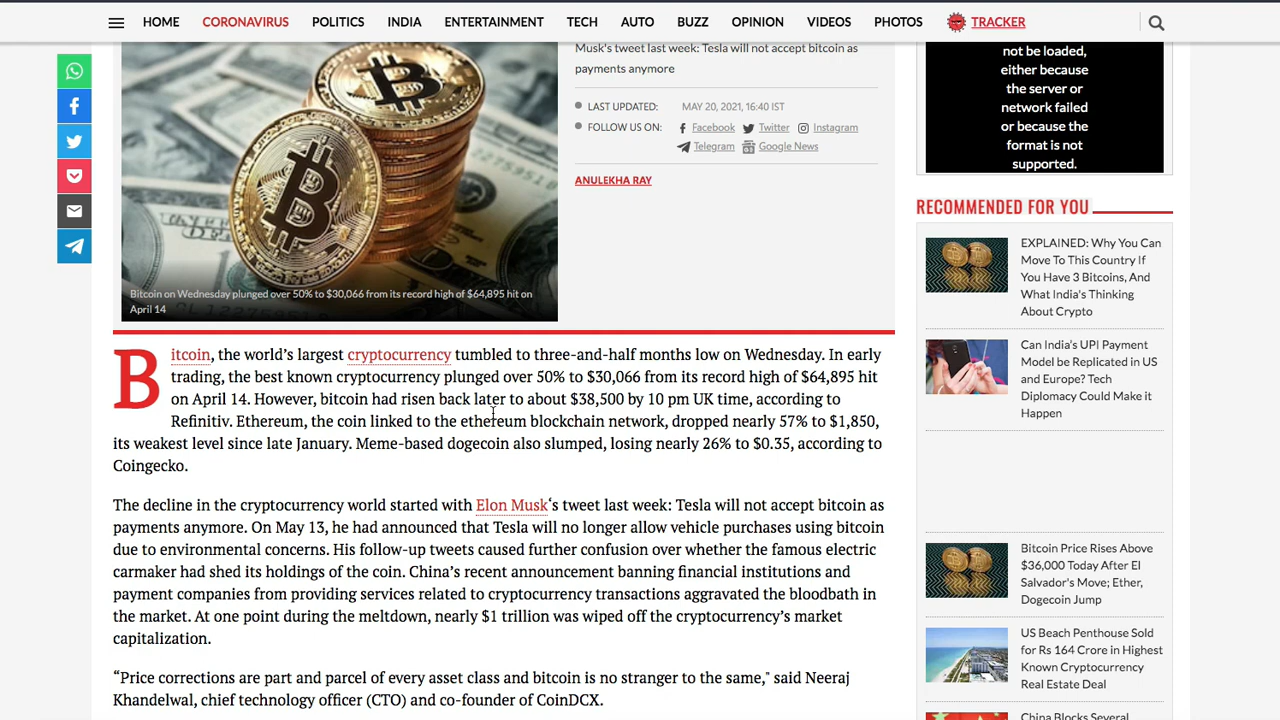 HOME CORONAVIRUS POLITICS INDIA ENTERTAINMENT TECH AUTO BUZZ OPINION VIDEOS PHOTOS TRACKER
Musk's tweet last week: Tesla will not accept bitcoin as
payments anymore
LAST UPDATED: MAY 20, 2021, 16:40 IST
FOLLOW US ON: Facebook Twitter Instagram
Telegram Google News
ANULEKHA RAY
Bitcoin on Wednesday plunged over 50% to $30,066 from its record high of $64,895 hit on
April 14
Bitcoin, the world's largest cryptocurrency tumbled to three-and-half months low on Wednesday. In early
trading, the best known cryptocurrency plunged over 50% to $30,066 from its record high of $64,895 hit
on April 14. However, bitcoin had risen back later to about $38,500 by 10 pm UK time, according to
Refinitiv. Ethereum, the coin linked to the ethereum blockchain network, dropped nearly 57% to $1,850,
its weakest level since late January. Meme-based dogecoin also slumped, losing nearly 26% to $0.35, according to
Coingecko.
The decline in the cryptocurrency world started with Elon Musk‘s tweet last week: Tesla will not accept bitcoin as
payments anymore. On May 13, he had announced that Tesla will no longer allow vehicle purchases using bitcoin
due to environmental concerns. His follow-up tweets caused further confusion over whether the famous electric
carmaker had shed its holdings of the coin. China’s recent announcement banning financial institutions and
payment companies from providing services related to cryptocurrency transactions aggravated the bloodbath in
the market. At one point during the meltdown, nearly $1 trillion was wiped off the cryptocurrency’s market
capitalization.
“Price corrections are part and parcel of every asset class and bitcoin is no stranger to the same," said Neeraj
Khandelwal, chief technology officer (CTO) and co-founder of CoinDCX.
not be loaded,
either because
the server or
network failed
or because the
format is not
supported.
RECOMMENDED FOR YOU
EXPLAINED: Why You Can
Move To This Country If
You Have 3 Bitcoins, And
What India's Thinking
About Crypto
Can India's UPI Payment
Model be Replicated in US
and Europe? Tech
Diplomacy Could Make it
Happen
Bitcoin Price Rises Above
$36,000 Today After El
Salvador's Move; Ether,
Dogecoin Jump
US Beach Penthouse Sold
for Rs 164 Crore in Highest
Known Cryptocurrency
Real Estate Deal
China Blocks Several